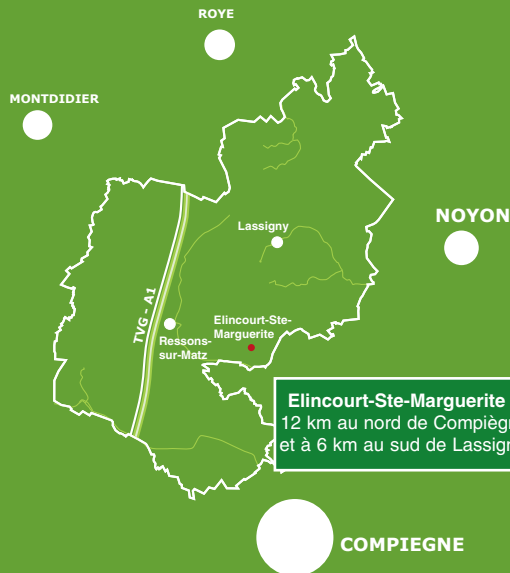 ROYE
MONTDIDIER
NOYON
Lassigny
TVG - A1
Elincourt-Ste-
Marguerite
Ressons-
sur-Matz
Elincourt-Ste-Marguerite
12 km au nord de Compiègn
et à 6 km au sud de Lassign
COMPIEGNE